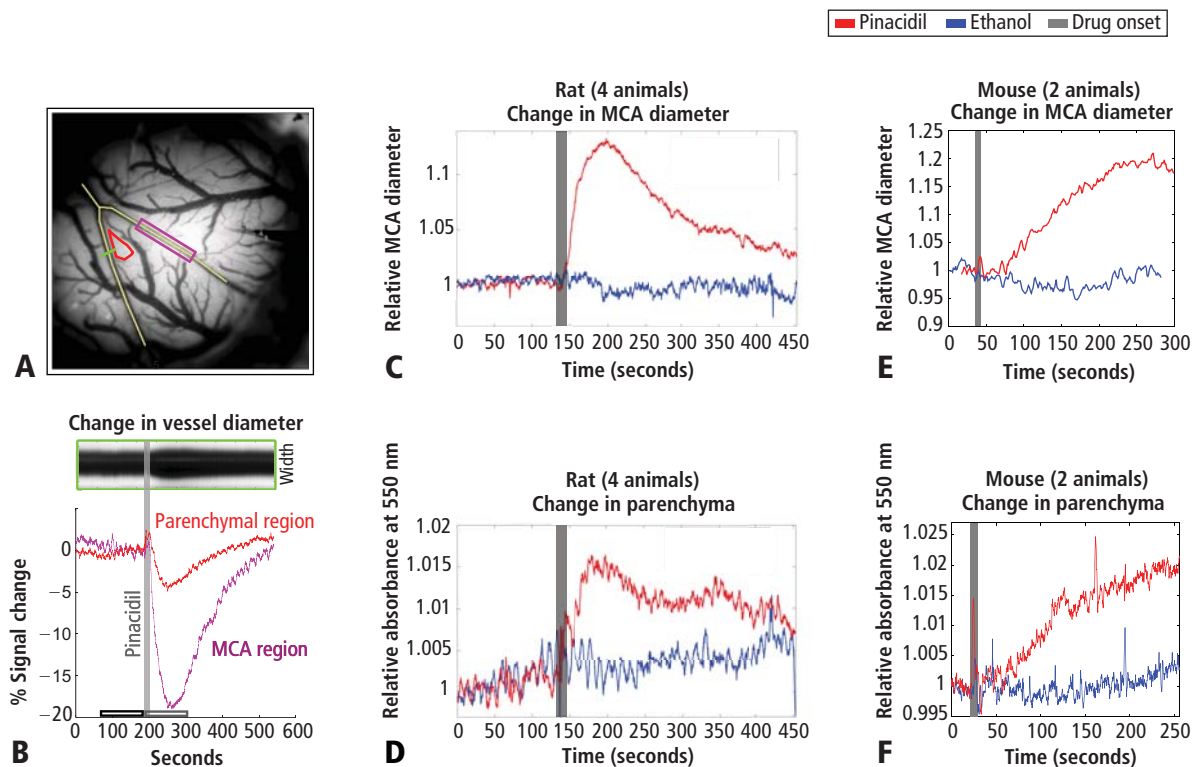 Pinacidil Ethanol Drug onset
A
Change in vessel diameter
Width
Parenchymal region
Pinacidil
MCA region
% Signal change
0
−5
−10
−15
−20
0 100 200 300 400 500 600
Seconds
B
Rat (4 animals)
Change in MCA diameter
Relative MCA diameter
1.1
1.05
1
0 50 100 150 200 250 300 350 400 450
Time (seconds)
C
Rat (4 animals)
Change in parenchyma
Relative absorbance at 550 nm
1.02
1.015
1.01
1.005
1
0 50 100 150 200 250 300 350 400 450
Time (seconds)
D
Mouse (2 animals)
Change in MCA diameter
Relative MCA diameter
1.25
1.2
1.15
1.10
1.05
1
0.95
0.9
0 50 100 150 200 250 300
Time (seconds)
E
Mouse (2 animals)
Change in parenchyma
Relative absorbance at 550 nm
1.025
1.02
1.015
1.01
1.005
1
0.995
0 50 100 150 200 250
Time (seconds)
F